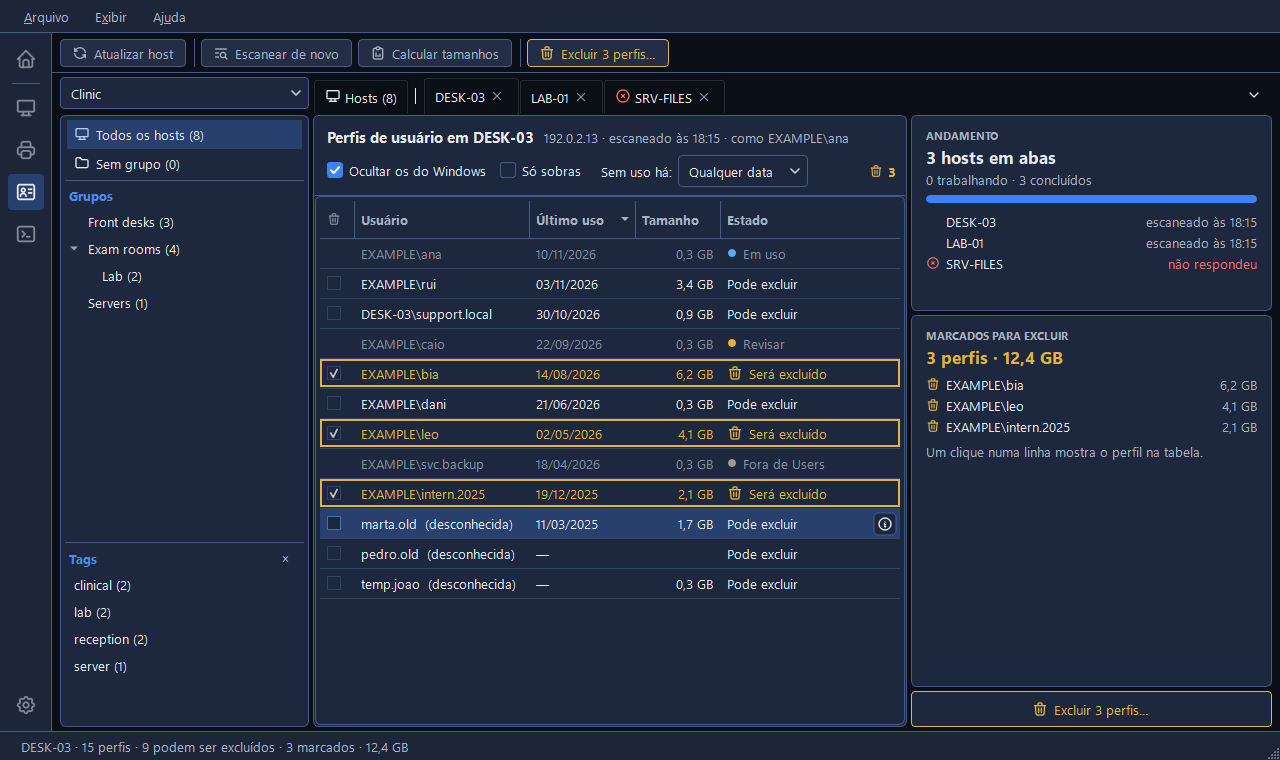 Arquivo Exibir Ajuda
Atualizar host Escanear de novo Calcular tamanhos Excluir 3 perfis...
Clinic
Hosts (8) DESK-03 LAB-01 SRV-FILES
Todos os hosts (8)
Sem grupo (0)
Grupos
Front desks (3)
Exam rooms (4)
Lab (2)
Servers (1)
Tags
clinical (2)
lab (2)
reception (2)
server (1)
Perfis de usuário em DESK-03 192.0.2.13 · escaneado às 18:15 · como EXAMPLE\ana
Ocultar os do Windows Só sobras Sem uso há: Qualquer data 3
Usuário Último uso Tamanho Estado
EXAMPLE\ana 10/11/2026 0,3 GB Em uso
EXAMPLE\rui 03/11/2026 3,4 GB Pode excluir
DESK-03\support.local 30/10/2026 0,9 GB Pode excluir
EXAMPLE\caio 22/09/2026 0,3 GB Revisar
EXAMPLE\bia 14/08/2026 6,2 GB Será excluído
EXAMPLE\dani 21/06/2026 0,3 GB Pode excluir
EXAMPLE\leo 02/05/2026 4,1 GB Será excluído
EXAMPLE\svc.backup 18/04/2026 0,3 GB Fora de Users
EXAMPLE\intern.2025 19/12/2025 2,1 GB Será excluído
marta.old (desconhecida) 11/03/2025 1,7 GB Pode excluir
pedro.old (desconhecida) — Pode excluir
temp.joao (desconhecida) — 0,3 GB Pode excluir
ANDAMENTO
3 hosts em abas
0 trabalhando · 3 concluídos
DESK-03 escaneado às 18:15
LAB-01 escaneado às 18:15
SRV-FILES não respondeu
MARCADOS PARA EXCLUIR
3 perfis · 12,4 GB
EXAMPLE\bia 6,2 GB
EXAMPLE\leo 4,1 GB
EXAMPLE\intern.2025 2,1 GB
Um clique numa linha mostra o perfil na tabela.
Excluir 3 perfis...
DESK-03 · 15 perfis · 9 podem ser excluídos · 3 marcados · 12,4 GB